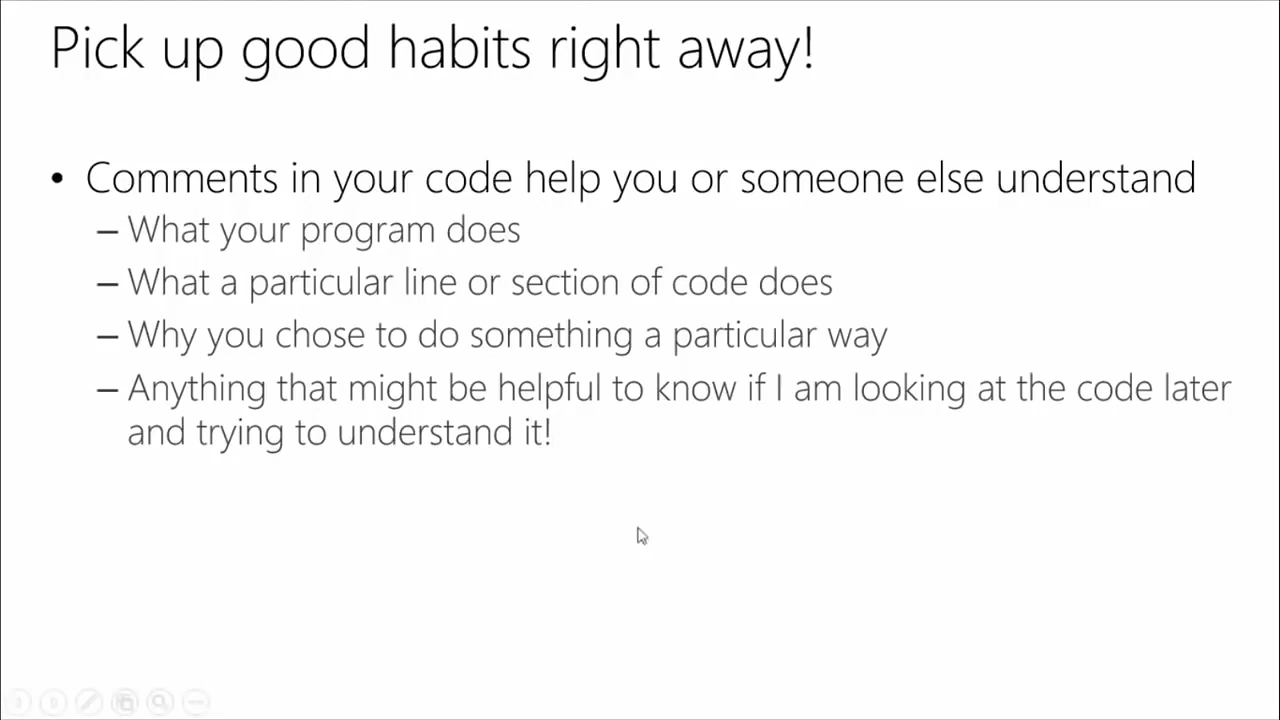 Pick up good habits right away!
• Comments in your code help you or someone else understand
– What your program does
– What a particular line or section of code does
– Why you chose to do something a particular way
– Anything that might be helpful to know if I am looking at the code later
and trying to understand it!